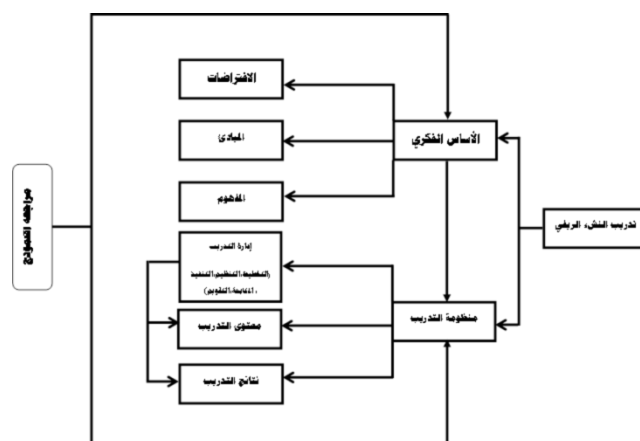 تدريب النشء الريفي
الأساس الفكري
الافتراضات
المبادئ
المفهوم
منظومة التدريب
إدارة التدريب
(التخطيط، التنظيم، التنفيذ
، المتابعة، التقويم)
محتوى التدريب
نتائج التدريب
مراجعه النموذج